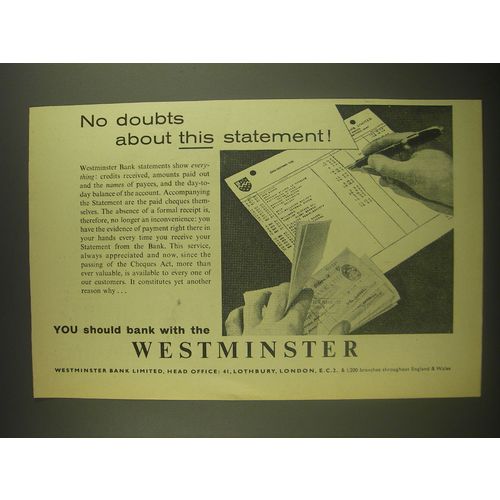 No doubts
about this statement!
Westminster Bank statements show every-
thing: credits received, amounts paid out
and the names of payees, and the day-to-
day balance of the account. Accompanying
the Statement are the paid cheques them-
selves. The absence of a formal receipt is,
therefore, no longer an inconvenience: you
have the evidence of payment right there in
your hands every time you receive your
Statement from the Bank. This service,
always appreciated and now, since the
passing of the Cheques Act, more than
ever valuable, is available to every one of
our customers. It constitutes yet another
reason why . . .
YOU should bank with the
WESTMINSTER
WESTMINSTER BANK LIMITED, HEAD OFFICE: 41, LOTHBURY, LONDON, E.C.2, & 1,200 branches throughout England & Wales